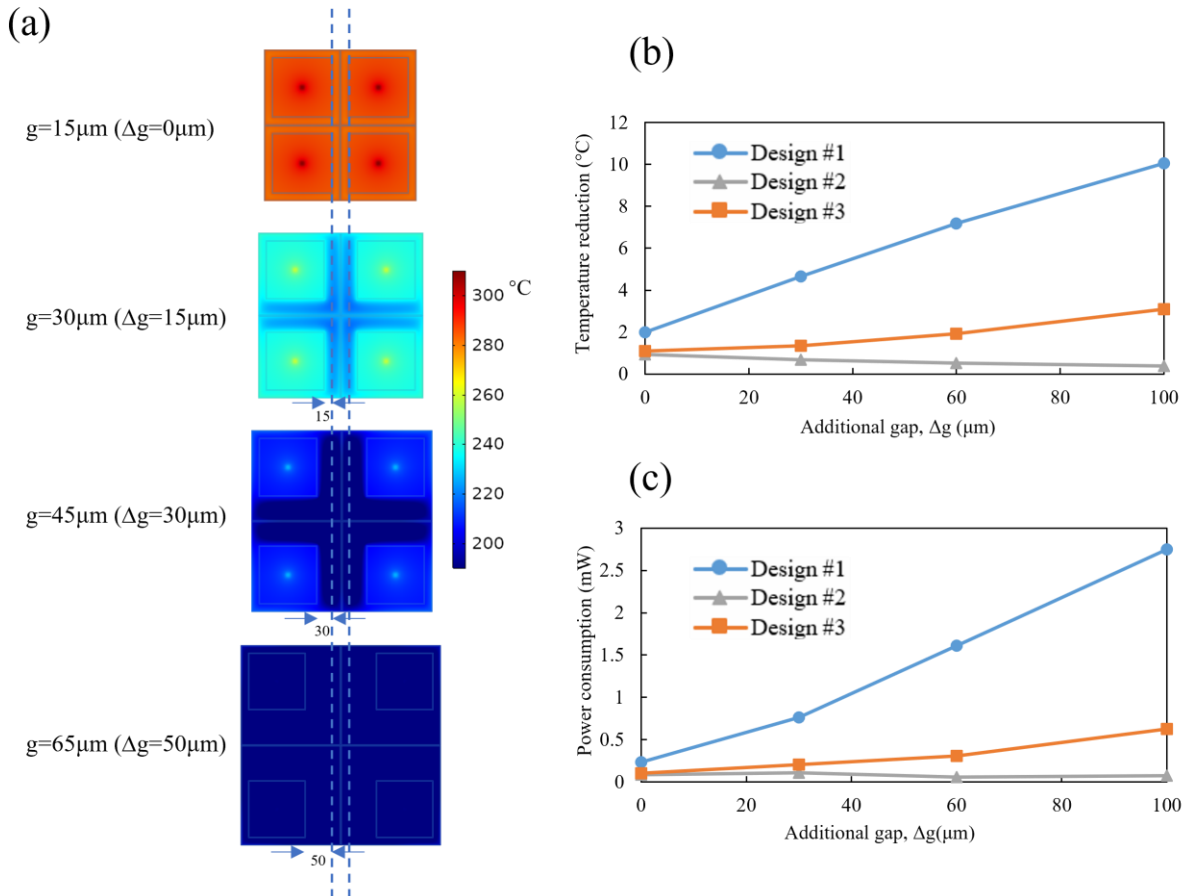 (a)
g=15μm (Δg=0μm)
g=30μm (Δg=15μm)
15
g=45μm (Δg=30μm)
30
g=65μm (Δg=50μm)
50
°C
300
280
260
240
220
200
(b)
Temperature reduction (°C)
12
10
8
6
4
2
0
Design #1
Design #2
Design #3
0 20 40 60 80 100
Additional gap, Δg (μm)
(c)
Power consumption (mW)
3
2.5
2
1.5
1
0.5
0
Design #1
Design #2
Design #3
0 20 40 60 80 100
Additional gap, Δg(μm)